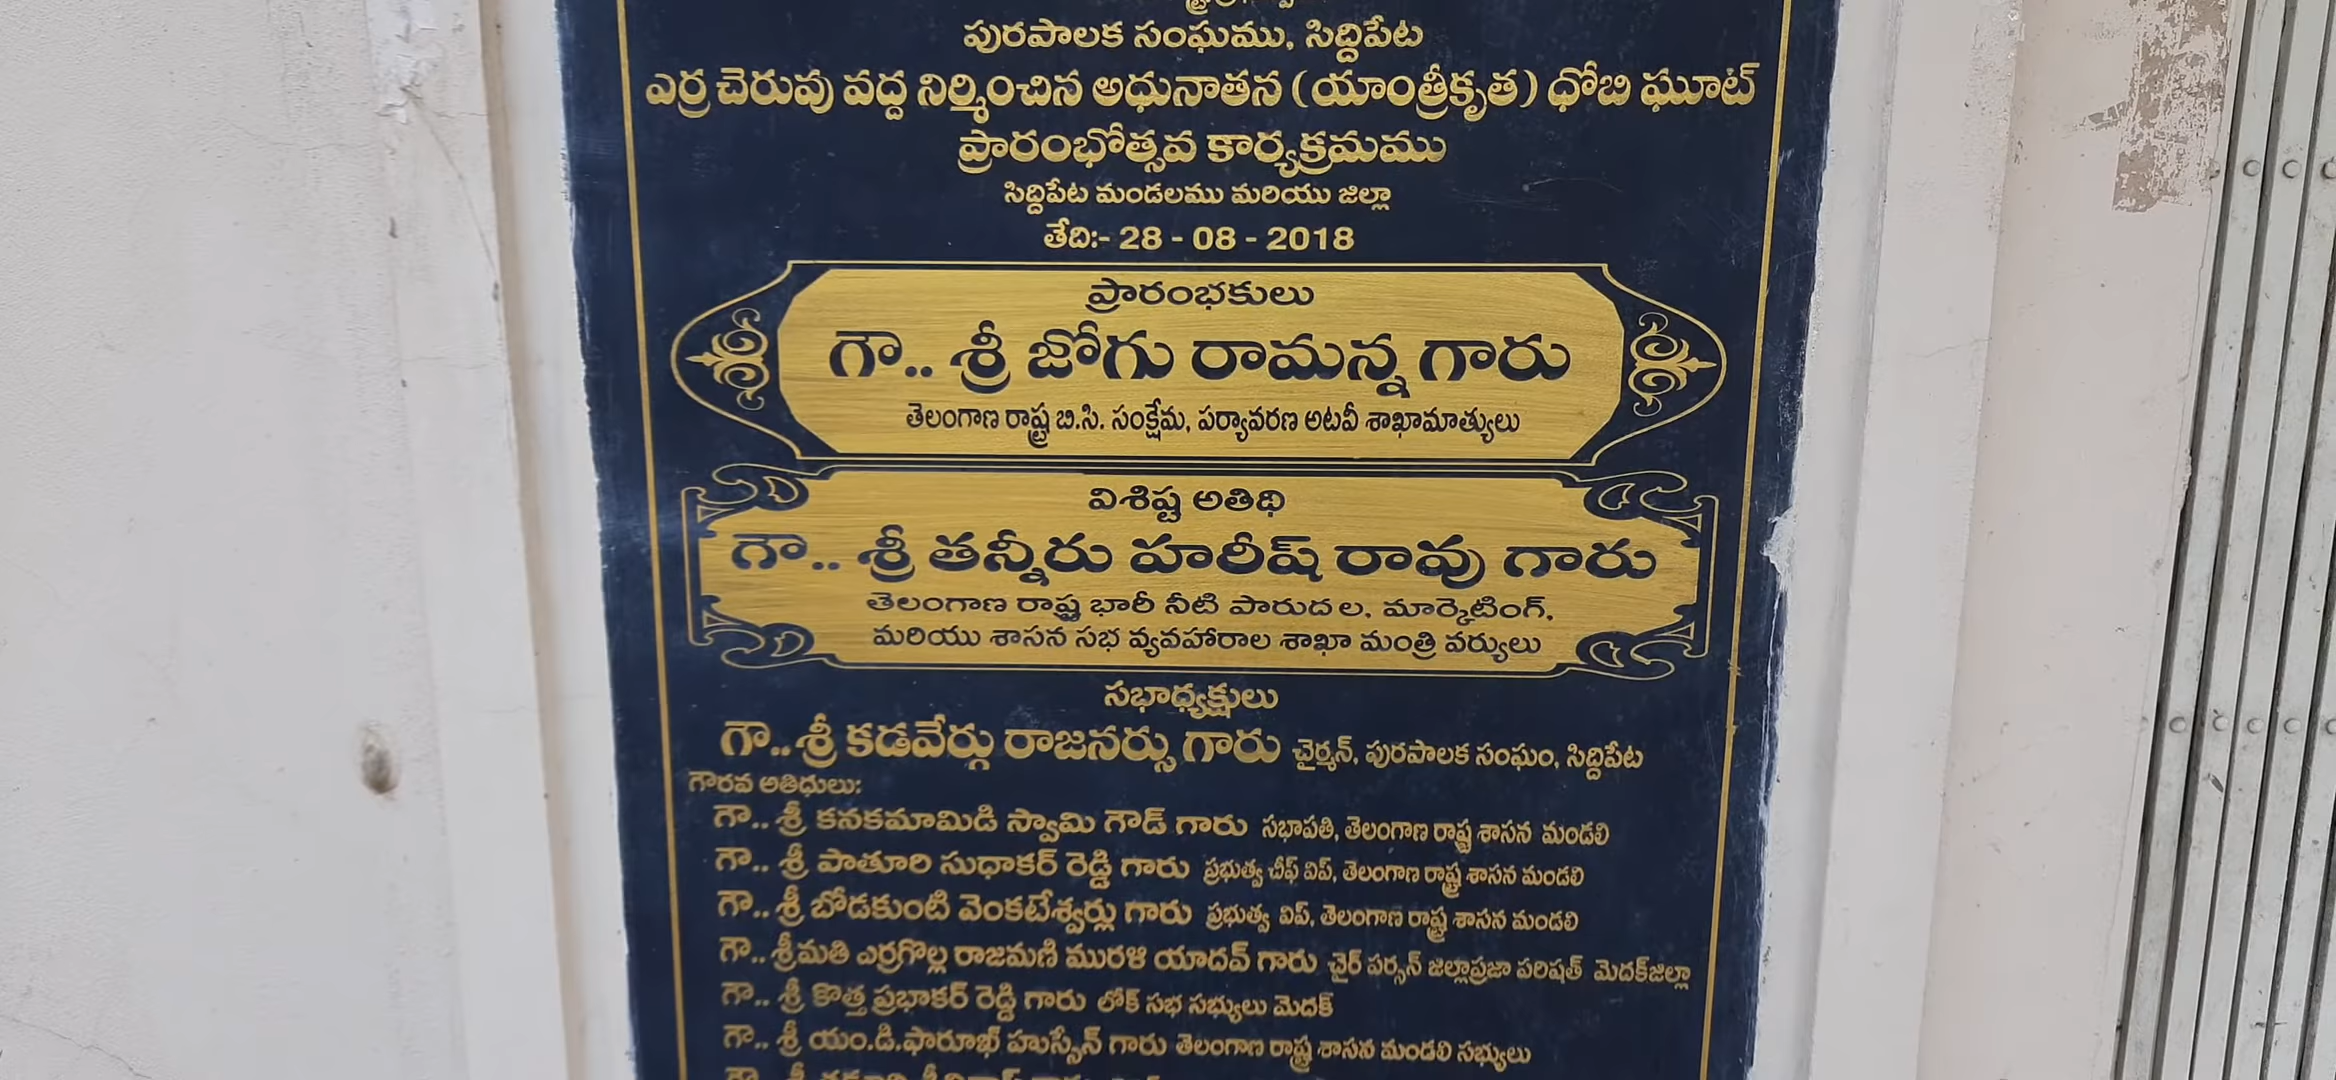 పురపాలక సంఘము, సిద్దిపేట
ఎర్ర చెరువు వద్ద నిర్మించిన అధునాతన (యాంత్రీకృత) ధోబి ఘాట్
ప్రారంభోత్సవ కార్యక్రమము
సిద్దిపేట మండలము మరియు జిల్లా
తేది:- 28 - 08 - 2018
ప్రారంభకులు
గౌ.. శ్రీ జోగు రామన్న గారు
తెలంగాణ రాష్ట్ర బి.సి. సంక్షేమ, పర్యావరణ అటవీ శాఖామాత్యులు
విశిష్ట అతిథి
గౌ.. శ్రీ తన్నీరు హరీష్ రావు గారు
తెలంగాణ రాష్ట్ర భారీ నీటి పారుదల, మార్కెటింగ్,
మరియు శాసన సభ వ్యవహారాల శాఖా మంత్రి వర్యులు
సభాధ్యక్షులు
గౌ..శ్రీ కడవేర్గు రాజనర్సు గారు చైర్మన్, పురపాలక సంఘం, సిద్దిపేట
గౌరవ అతిధులు:
గౌ.. శ్రీ కనకమామిడి స్వామి గౌడ్ గారు సభాపతి, తెలంగాణ రాష్ట్ర శాసన మండలి
గౌ.. శ్రీ పాతూరి సుధాకర్ రెడ్డి గారు ప్రభుత్వ చీఫ్ విప్, తెలంగాణ రాష్ట్ర శాసన మండలి
గౌ.. శ్రీ బోడకుంటి వెంకటేశ్వర్లు గారు ప్రభుత్వ విప్, తెలంగాణ రాష్ట్ర శాసన మండలి
గౌ.. శ్రీమతి ఎర్రగొల్ల రాజమణి మురళి యాదవ్ గారు చైర్ పర్సన్ జిల్లాప్రజా పరిషత్ మెదక్‌జిల్లా
గౌ.. శ్రీ కొత్త ప్రభాకర్ రెడ్డి గారు లోక్ సభ సభ్యులు మెదక్
గౌ.. శ్రీ యం.డి.ఫారూఖ్ హుస్సేన్ గారు తెలంగాణ రాష్ట్ర శాసన మండలి సభ్యులు